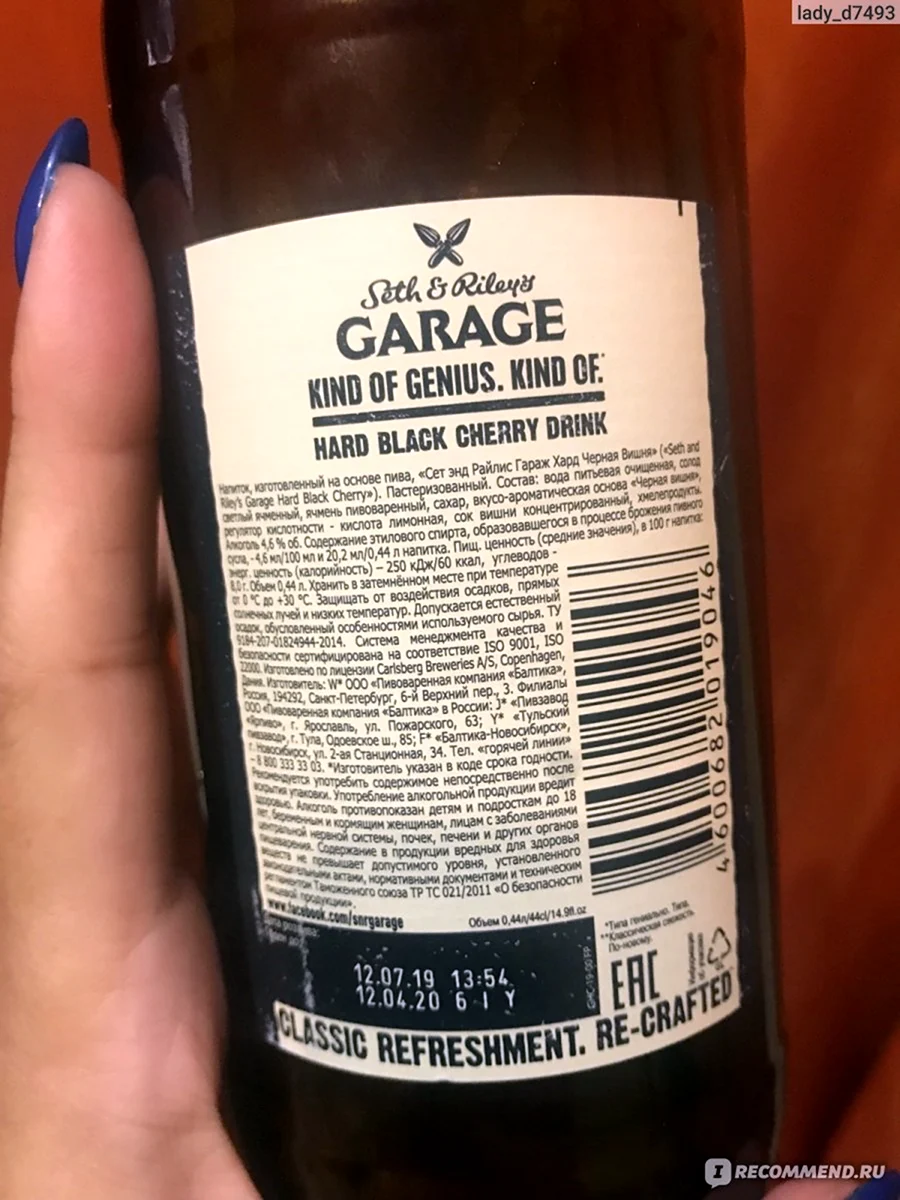 lady_d7493
Seth & Riley's
GARAGE
KIND OF GENIUS. KIND OF.*
HARD BLACK CHERRY DRINK
Напиток, изготовленный на основе пива, «Сет энд Райлис Гараж Хард Черная Вишня» («Seth and
Riley's Garage Hard Black Cherry»). Пастеризованный. Состав: вода питьевая очищенная, солод
светлый ячменный, ячмень пивоваренный, сахар, вкусо-ароматическая основа «Черная вишня»,
регулятор кислотности - кислота лимонная, сок вишни концентрированный, хмелепродукты.
Алкоголь 4,6 % об. Содержание этилового спирта, образовавшегося в процессе брожения пивного
сусла, - 4,6 мл/100 мл и 20,2 мл/0,44 л напитка. Пищ. ценность (средние значения), в 100 г напитка:
энерг. ценность (калорийность) – 250 кДж/60 ккал, углеводов -
8,0 г. Объем 0,44 л. Хранить в затемнённом месте при температуре
от 0 °C до +30 °C. Защищать от воздействия осадков, прямых
солнечных лучей и низких температур. Допускается естественный
осадок, обусловленный особенностями используемого сырья. ТУ
9184-207-01824944-2014. Система менеджмента качества и
безопасности сертифицирована на соответствие ISO 9001, ISO
22000. Изготовлено по лицензии Carlsberg Breweries A/S, Copenhagen,
Дания. Изготовитель: W* ООО «Пивоваренная компания «Балтика»,
Россия, 194292, Санкт-Петербург, 6-й Верхний пер., 3. Филиалы
ООО «Пивоваренная компания «Балтика» в России: J* «Пивзавод
«Ярпиво», г. Ярославль, ул. Пожарского, 63; Y* «Тульский
пивзавод», г. Тула, Одоевское ш., 85; F* «Балтика-Новосибирск»,
г. Новосибирск, ул. 2-ая Станционная, 34. Тел. «горячей линии»
– 8 800 333 33 03. *Изготовитель указан в коде срока годности.
Рекомендуется употребить содержимое непосредственно после
вскрытия упаковки. Употребление алкогольной продукции вредит
здоровью. Алкоголь противопоказан детям и подросткам до 18
лет, беременным и кормящим женщинам, лицам с заболеваниями
центральной нервной системы, почек, печени и других органов
пищеварения. Содержание в продукции вредных для здоровья
веществ не превышает допустимого уровня, установленного
законодательными актами, нормативными документами и техническим
регламентом Таможенного союза ТР ТС 021/2011 «О безопасности
пищевой продукции».
4600682019046
www.facebook.com/snrgarage
Объем 0,44л/44cl/14.9fl.oz
*Типа гениально. Типа.
**Классическая свежесть.
По-новому.
12.07.19 13:54
12.04.20 6 I Y
EAC
CLASSIC REFRESHMENT. RE-CRAFTED
I RECOMMEND.RU